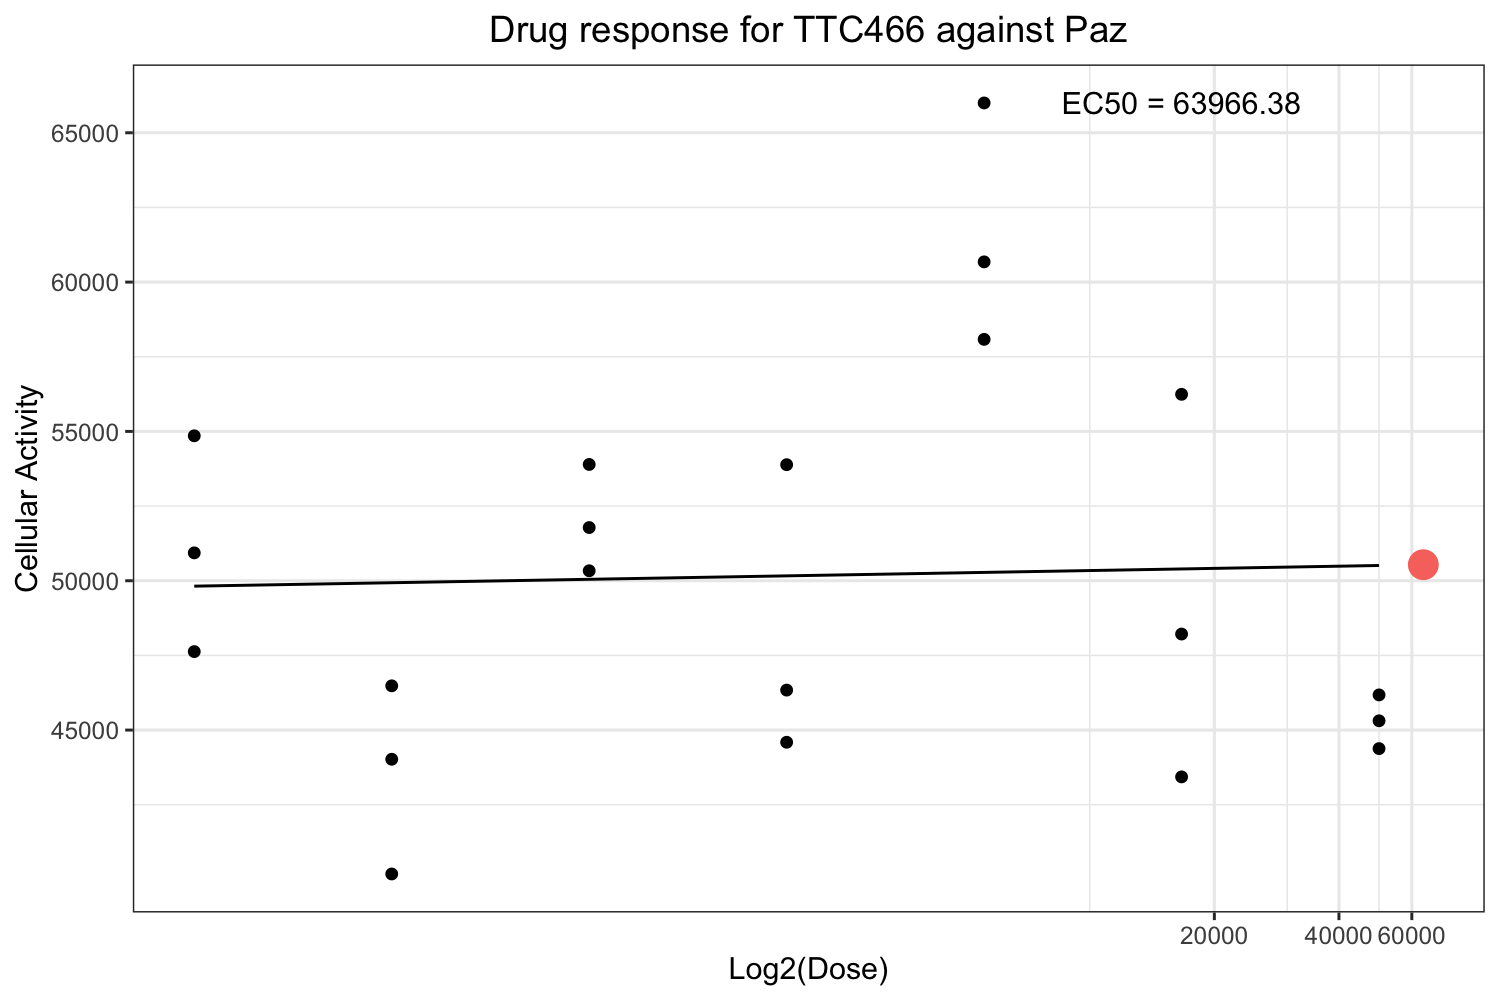 Drug response for TTC466 against Paz
EC50 = 63966.38
65000
60000
55000
50000
45000
Cellular Activity
20000
40000
60000
Log2(Dose)